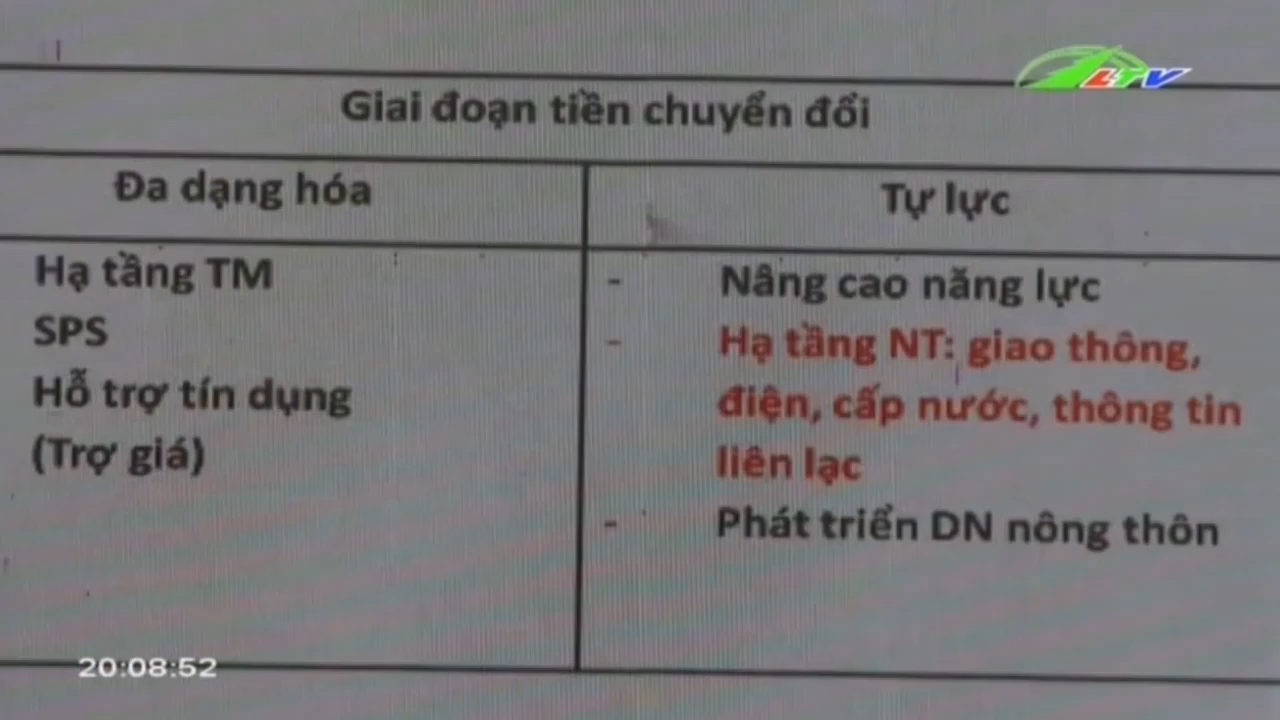 LTV
Giai đoạn tiền chuyển đổi
Đa dạng hóa
Tự lực
Hạ tầng TM
SPS
Hỗ trợ tín dụng
(Trợ giá)
- Nâng cao năng lực
- Hạ tầng NT: giao thông,
điện, cấp nước, thông tin
liên lạc
- Phát triển DN nông thôn
20:08:52